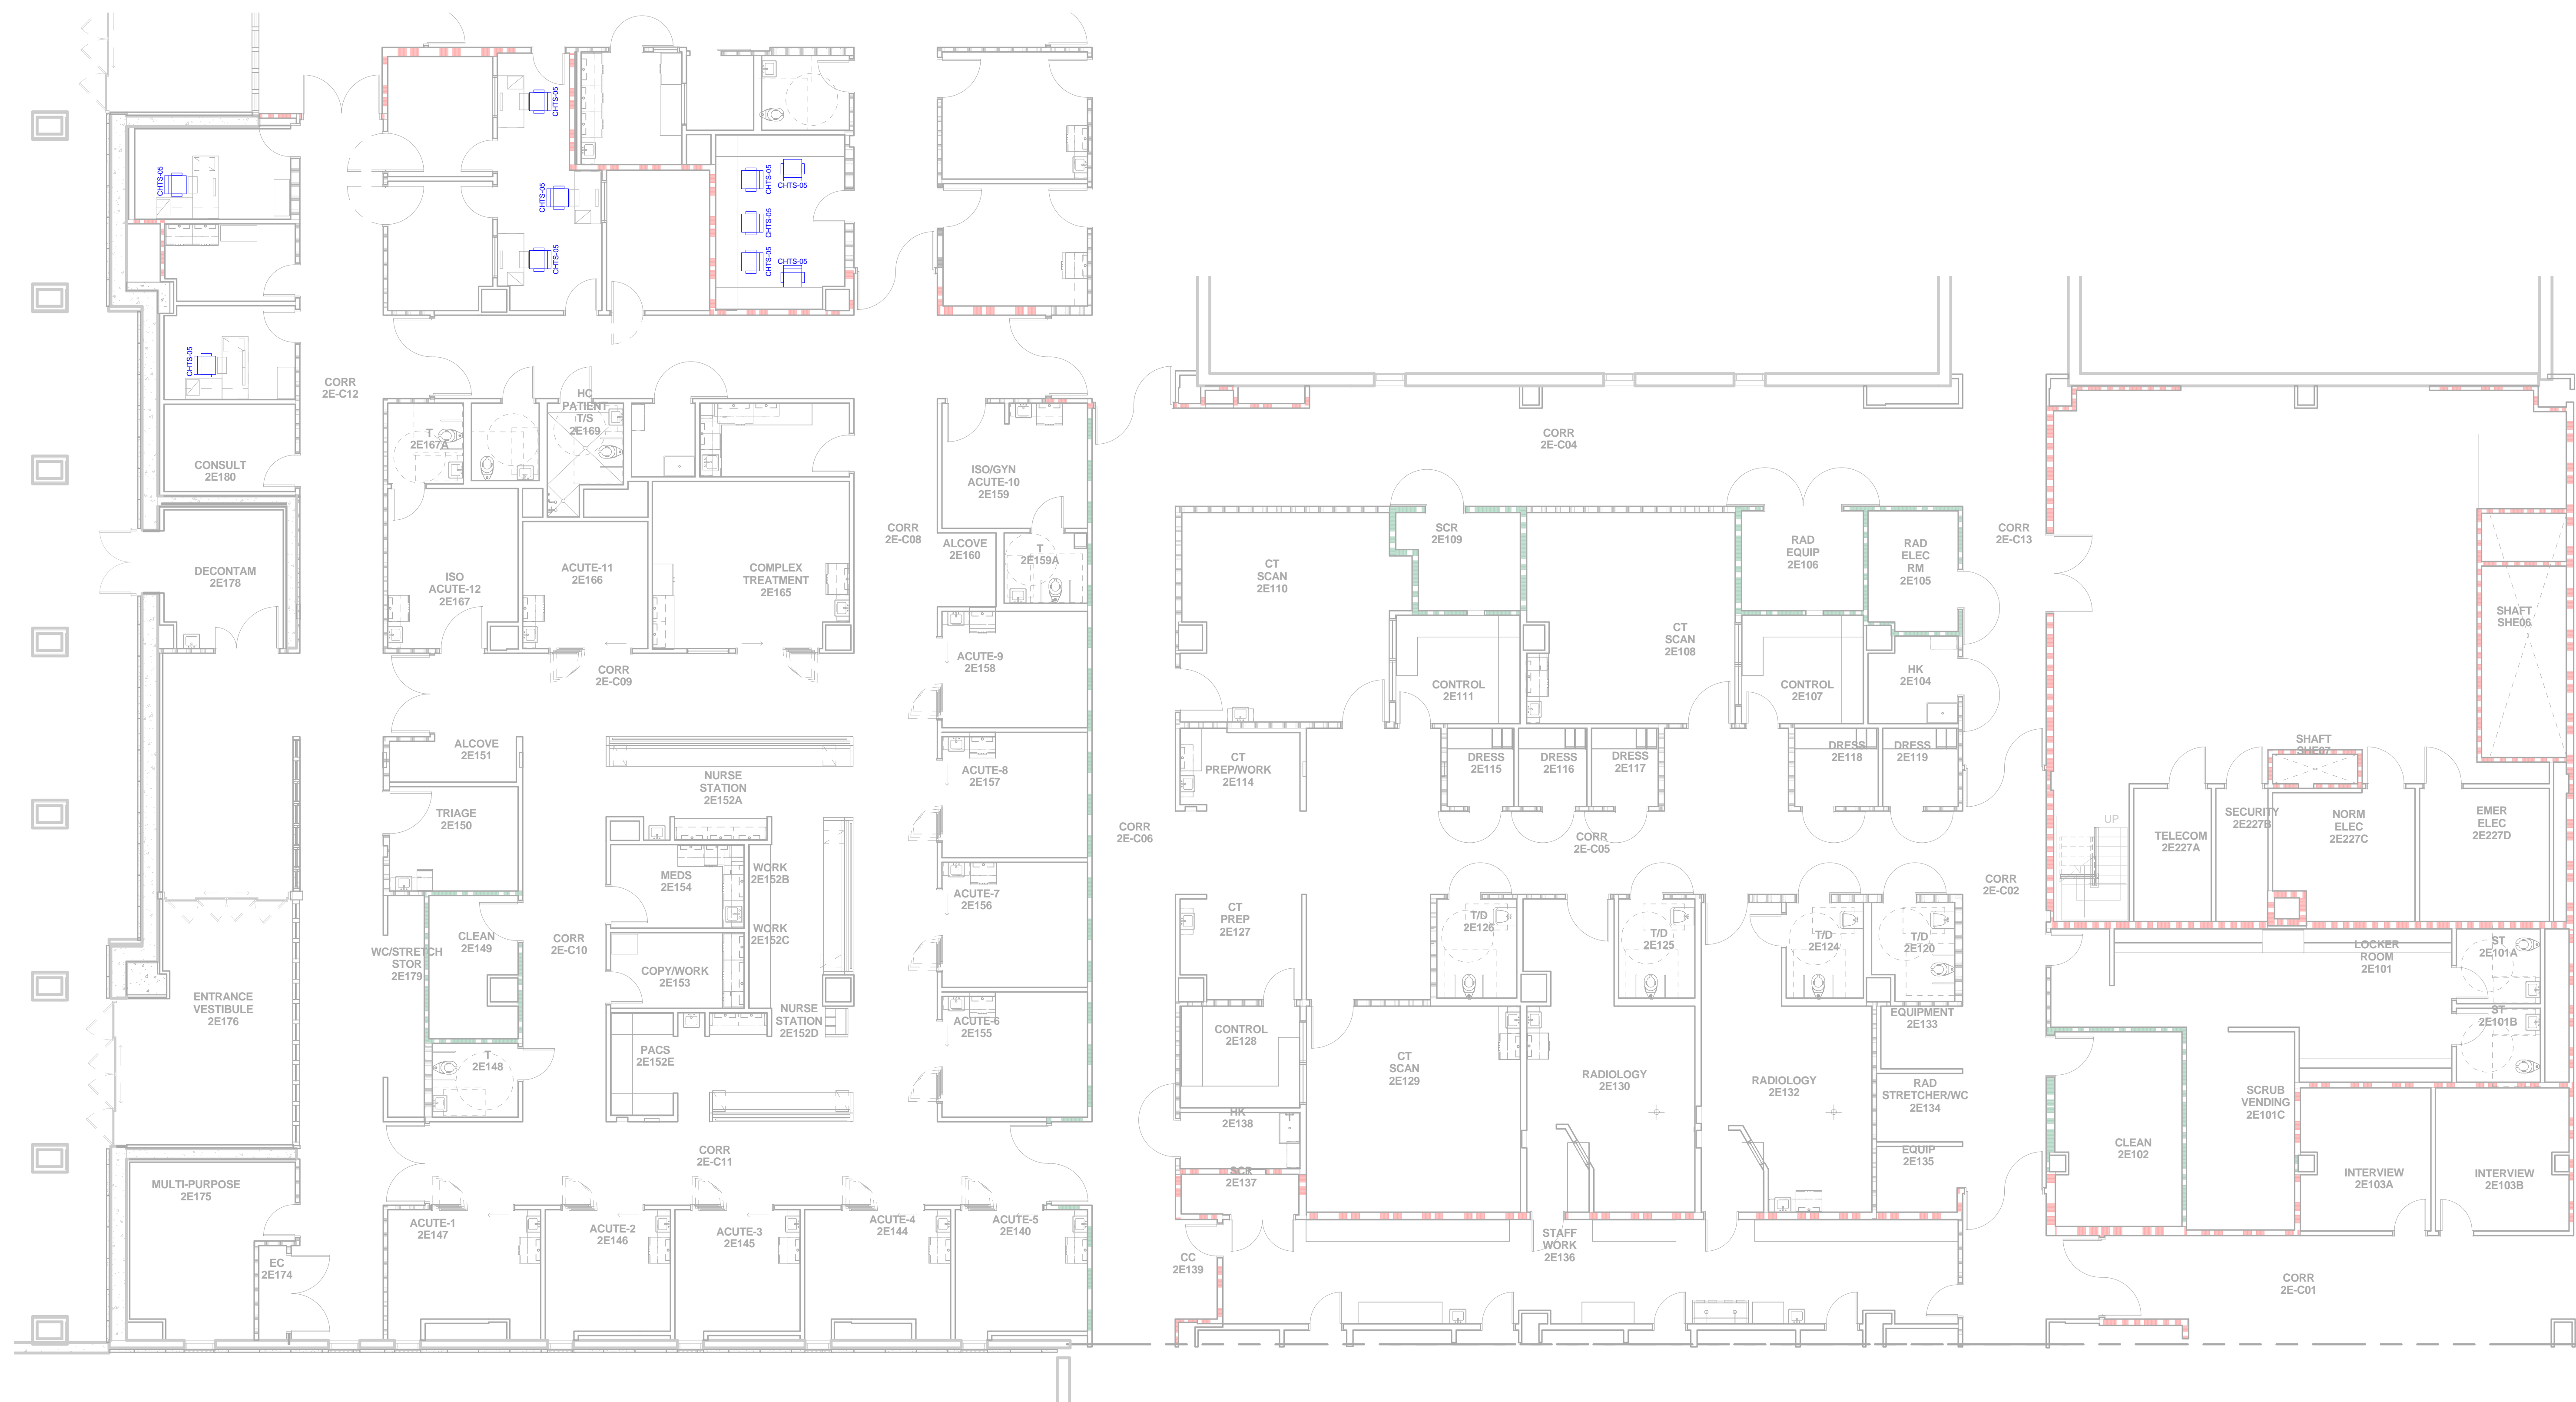 CHTS-05
CHTS-05
CHTS-05
CHTS-05
CHTS-05
CHTS-05
CHTS-05
CHTS-05
CHTS-05
CHTS-05
CORR
2E-C12
HC
PATIENT
T/S
2E169
T
2E167A
CONSULT
2E180
ISO/GYN
ACUTE-10
2E159
CORR
2E-C04
CORR
2E-C08
ALCOVE
2E160
T
2E159A
SCR
2E109
CORR
2E-C13
RAD
EQUIP
2E106
RAD
ELEC
RM
2E105
DECONTAM
2E178
ISO
ACUTE-12
2E167
ACUTE-11
2E166
COMPLEX
TREATMENT
2E165
CT
SCAN
2E110
SHAFT
SHE06
CT
SCAN
2E108
CORR
2E-C09
ACUTE-9
2E158
CONTROL
2E111
CONTROL
2E107
HK
2E104
ALCOVE
2E151
NURSE
STATION
2E152A
ACUTE-8
2E157
CT
PREP/WORK
2E114
DRESS
2E115
DRESS
2E116
DRESS
2E117
DRESS
2E118
DRESS
2E119
SHAFT
SHE07
TRIAGE
2E150
CORR
2E-C06
CORR
2E-C05
UP
TELECOM
2E227A
SECURITY
2E227B
NORM
ELEC
2E227C
EMER
ELEC
2E227D
MEDS
2E154
WORK
2E152B
ACUTE-7
2E156
CORR
2E-C02
CT
PREP
2E127
T/D
2E126
T/D
2E125
T/D
2E124
T/D
2E120
WC/STRETCH
STOR
2E179
CLEAN
2E149
CORR
2E-C10
WORK
2E152C
COPY/WORK
2E153
LOCKER
ROOM
2E101
ST
2E101A
ENTRANCE
VESTIBULE
2E176
NURSE
STATION
2E152D
ACUTE-6
2E155
CONTROL
2E128
EQUIPMENT
2E133
ST
2E101B
T
2E148
PACS
2E152E
CT
SCAN
2E129
RADIOLOGY
2E130
RADIOLOGY
2E132
RAD
STRETCHER/WC
2E134
SCRUB
VENDING
2E101C
HK
2E138
CORR
2E-C11
CLEAN
2E102
MULTI-PURPOSE
2E175
SCR
2E137
EQUIP
2E135
INTERVIEW
2E103A
INTERVIEW
2E103B
ACUTE-1
2E147
ACUTE-2
2E146
ACUTE-3
2E145
ACUTE-4
2E144
ACUTE-5
2E140
STAFF
WORK
2E136
EC
2E174
CC
2E139
CORR
2E-C01